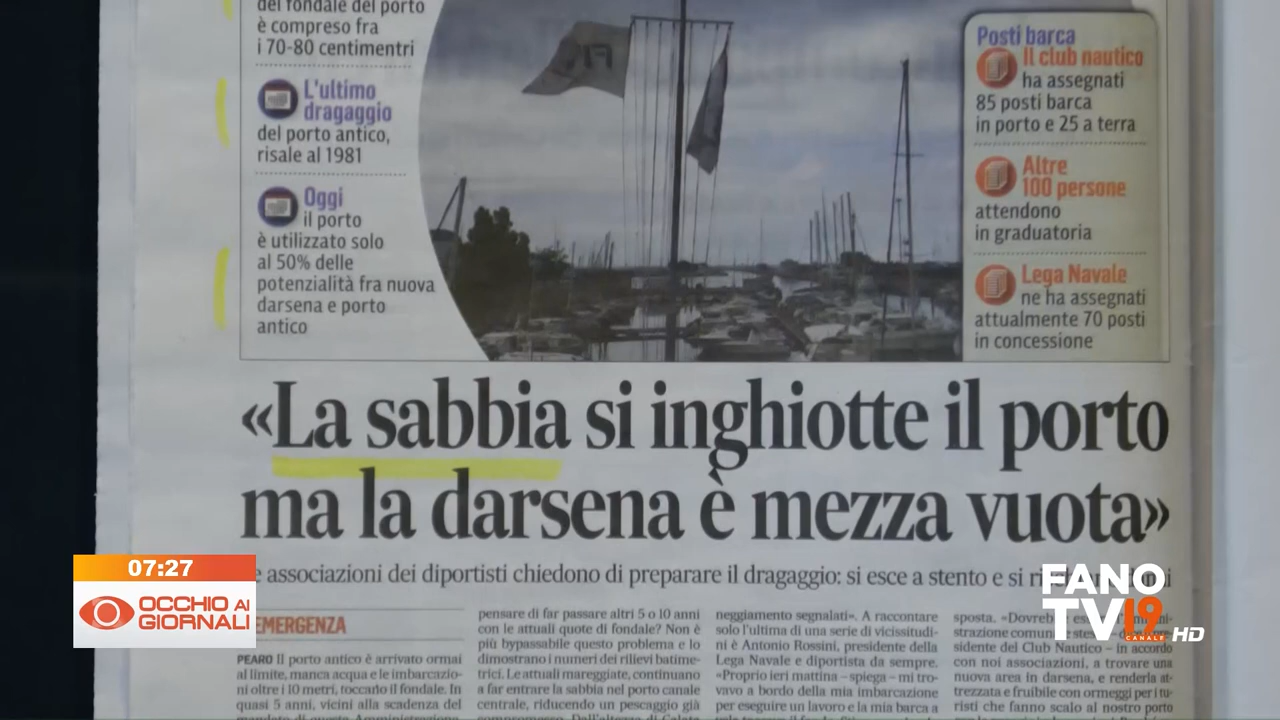 del fondale del porto
è compreso fra
i 70-80 centimentri
L'ultimo
dragaggio
del porto antico,
risale al 1981
Oggi
il porto
è utilizzato solo
al 50% delle
potenzialità fra nuova
darsena e porto
antico
Posti barca
Il club nautico
ha assegnati
85 posti barca
in porto e 25 a terra
Altre
100 persone
attendono
in graduatoria
Lega Navale
ne ha assegnati
attualmente 70 posti
in concessione
«La sabbia si inghiotte il porto
ma la darsena è mezza vuota»
e associazioni dei diportisti chiedono di preparare il dragaggio: si esce a stento e si
EMERGENZA
PEARO Il porto antico è arrivato ormai
al limite, manca acqua e le imbarcazio-
ni oltre i 10 metri, toccano il fondale. In
quasi 5 anni, vicini alla scadenza del
mandato di questa Amministrazione
pensare di far passare altri 5 o 10 anni
con le attuali quote di fondale? Non è
più bypassabile questo problema e lo
dimostrano i numeri dei rilievi batime-
trici. Le attuali mareggiate, continuano
a far entrare la sabbia nel porto canale
centrale, riducendo un pescaggio già
neggiamento segnalati». A raccontare
solo l'ultima di una serie di vicissitudi-
ni è Antonio Rossini, presidente della
Lega Navale e diportista da sempre.
«Proprio ieri mattina – spiega – mi tro-
vavo a bordo della mia imbarcazione
per eseguire un lavoro e la mia barca a
sposta. «Dovrebbe
strazione
sidente del Club Nautico – in accordo
con noi associazioni, a trovare una
nuova area in darsena, e renderla at-
trezzata e fruibile con ormeggi per i tu-
risti che fanno scalo al nostro porto
07:27
OCCHIO AI
GIORNALI
FANO
TV19
CANALE
HD